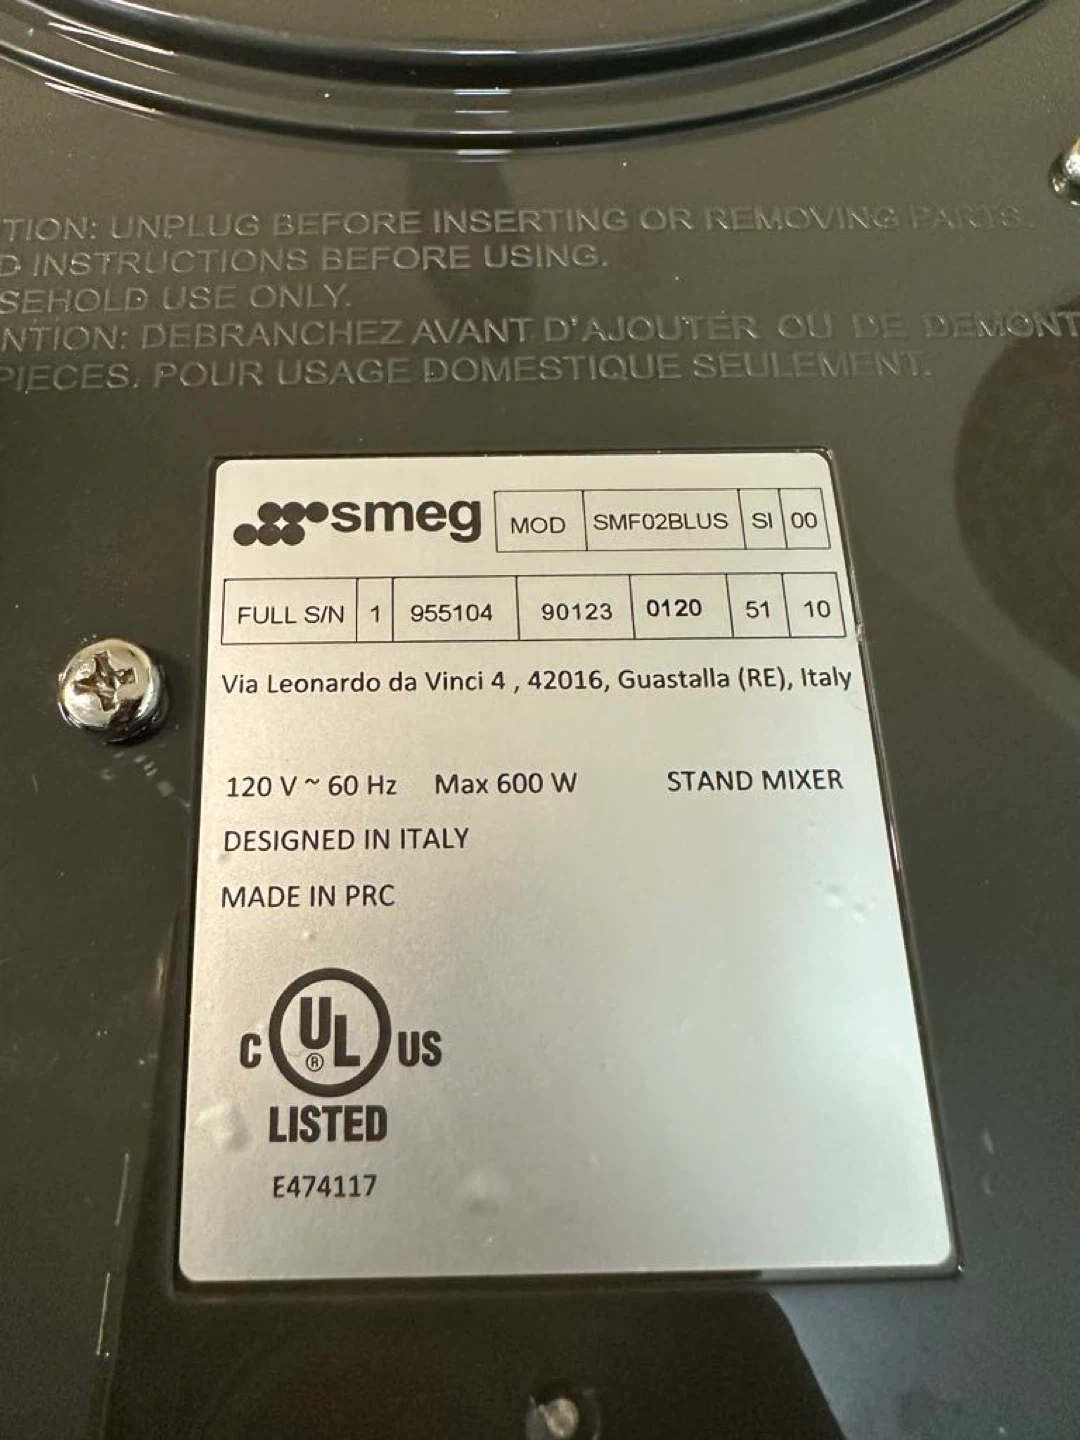 TION: UNPLUG BEFORE INSERTING OR REMOVING PARTS.
D INSTRUCTIONS BEFORE USING.
SEHOLD USE ONLY.
NTION: DEBRANCHEZ AVANT D'AJOUTER OU DE DEMONT
PIECES. POUR USAGE DOMESTIQUE SEULEMENT.
smeg MOD SMF02BLUS SI 00
FULL S/N 1 955104 90123 0120 51 10
Via Leonardo da Vinci 4 , 42016, Guastalla (RE), Italy
120 V ~ 60 Hz Max 600 W STAND MIXER
DESIGNED IN ITALY
MADE IN PRC
C UL ® US
LISTED
E474117